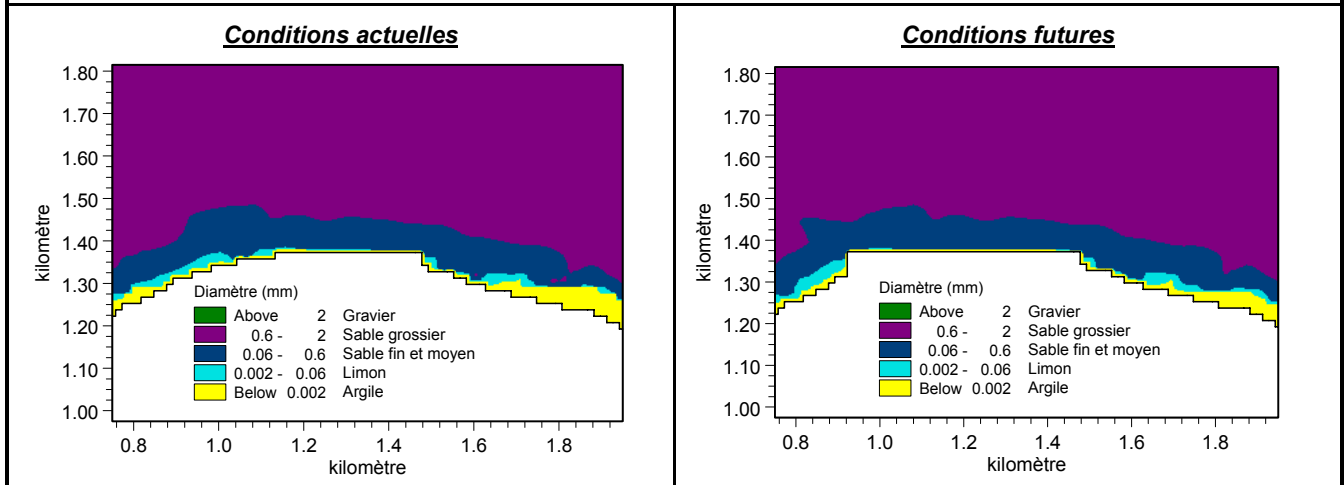 Conditions actuelles
1.80
1.70
1.60
1.50
1.40
1.30
1.20
1.10
1.00
kilomètre
Diamètre (mm)
Above 2 Gravier
0.6 - 2 Sable grossier
0.06 - 0.6 Sable fin et moyen
0.002 - 0.06 Limon
Below 0.002 Argile
0.8 1.0 1.2 1.4 1.6 1.8
kilomètre
Conditions futures
1.80
1.70
1.60
1.50
1.40
1.30
1.20
1.10
1.00
kilomètre
Diamètre (mm)
Above 2 Gravier
0.6 - 2 Sable grossier
0.06 - 0.6 Sable fin et moyen
0.002 - 0.06 Limon
Below 0.002 Argile
0.8 1.0 1.2 1.4 1.6 1.8
kilomètre